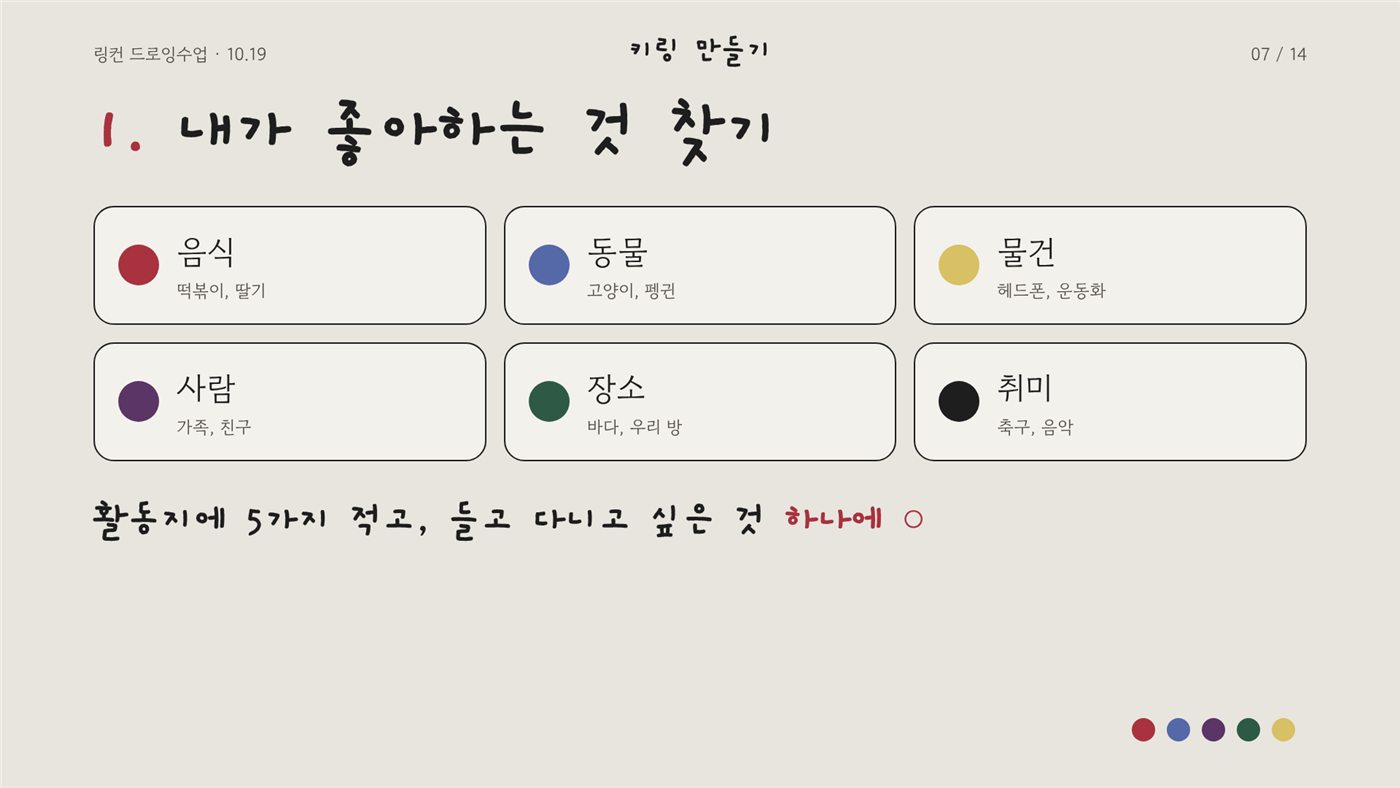 링컨 드로잉수업 · 10.19
키링 만들기
07 / 14
1. 내가 좋아하는 것 찾기
음식
떡볶이, 딸기
동물
고양이, 펭귄
물건
헤드폰, 운동화
사람
가족, 친구
장소
바다, 우리 방
취미
축구, 음악
활동지에 5가지 적고, 들고 다니고 싶은 것 하나에 ○